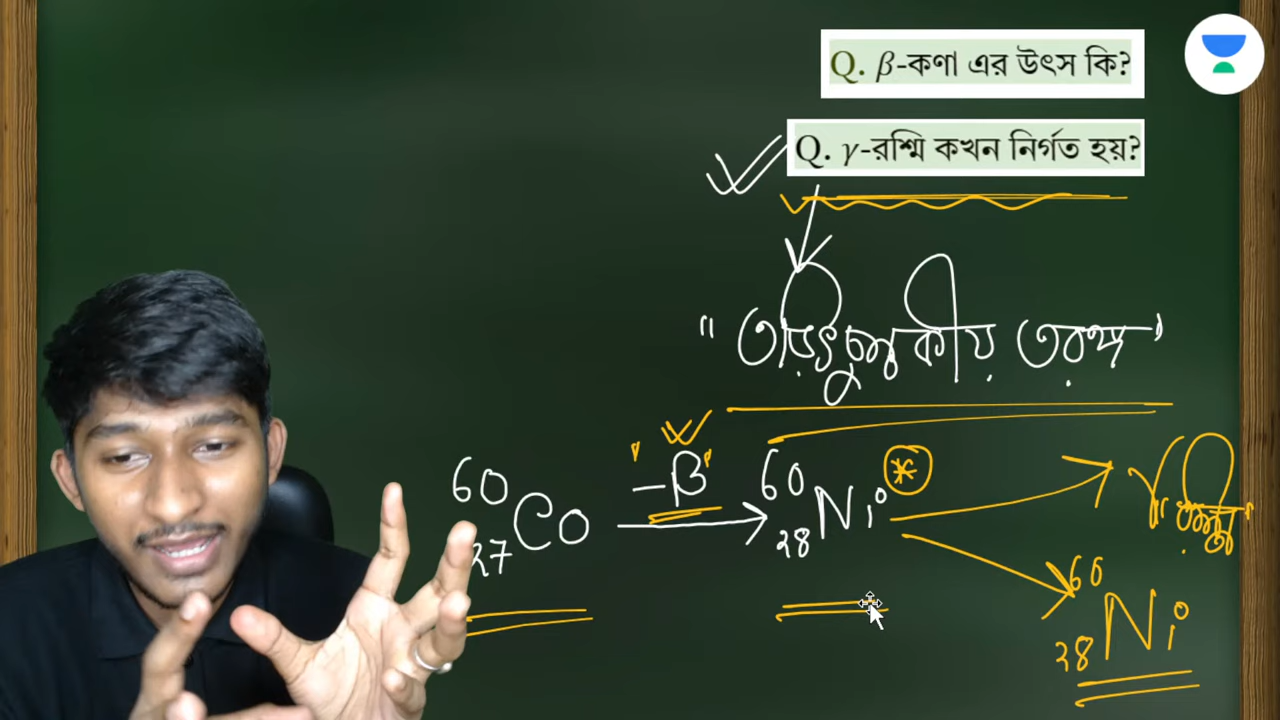 Q. β-কণা এর উৎস কি?
Q. γ-রশ্মি কখন নির্গত হয়?
"তড়িৎচুম্বকীয় তরঙ্গ"
60 27 Co -β 60 28 Ni *
γ রশ্মি
60 28 Ni